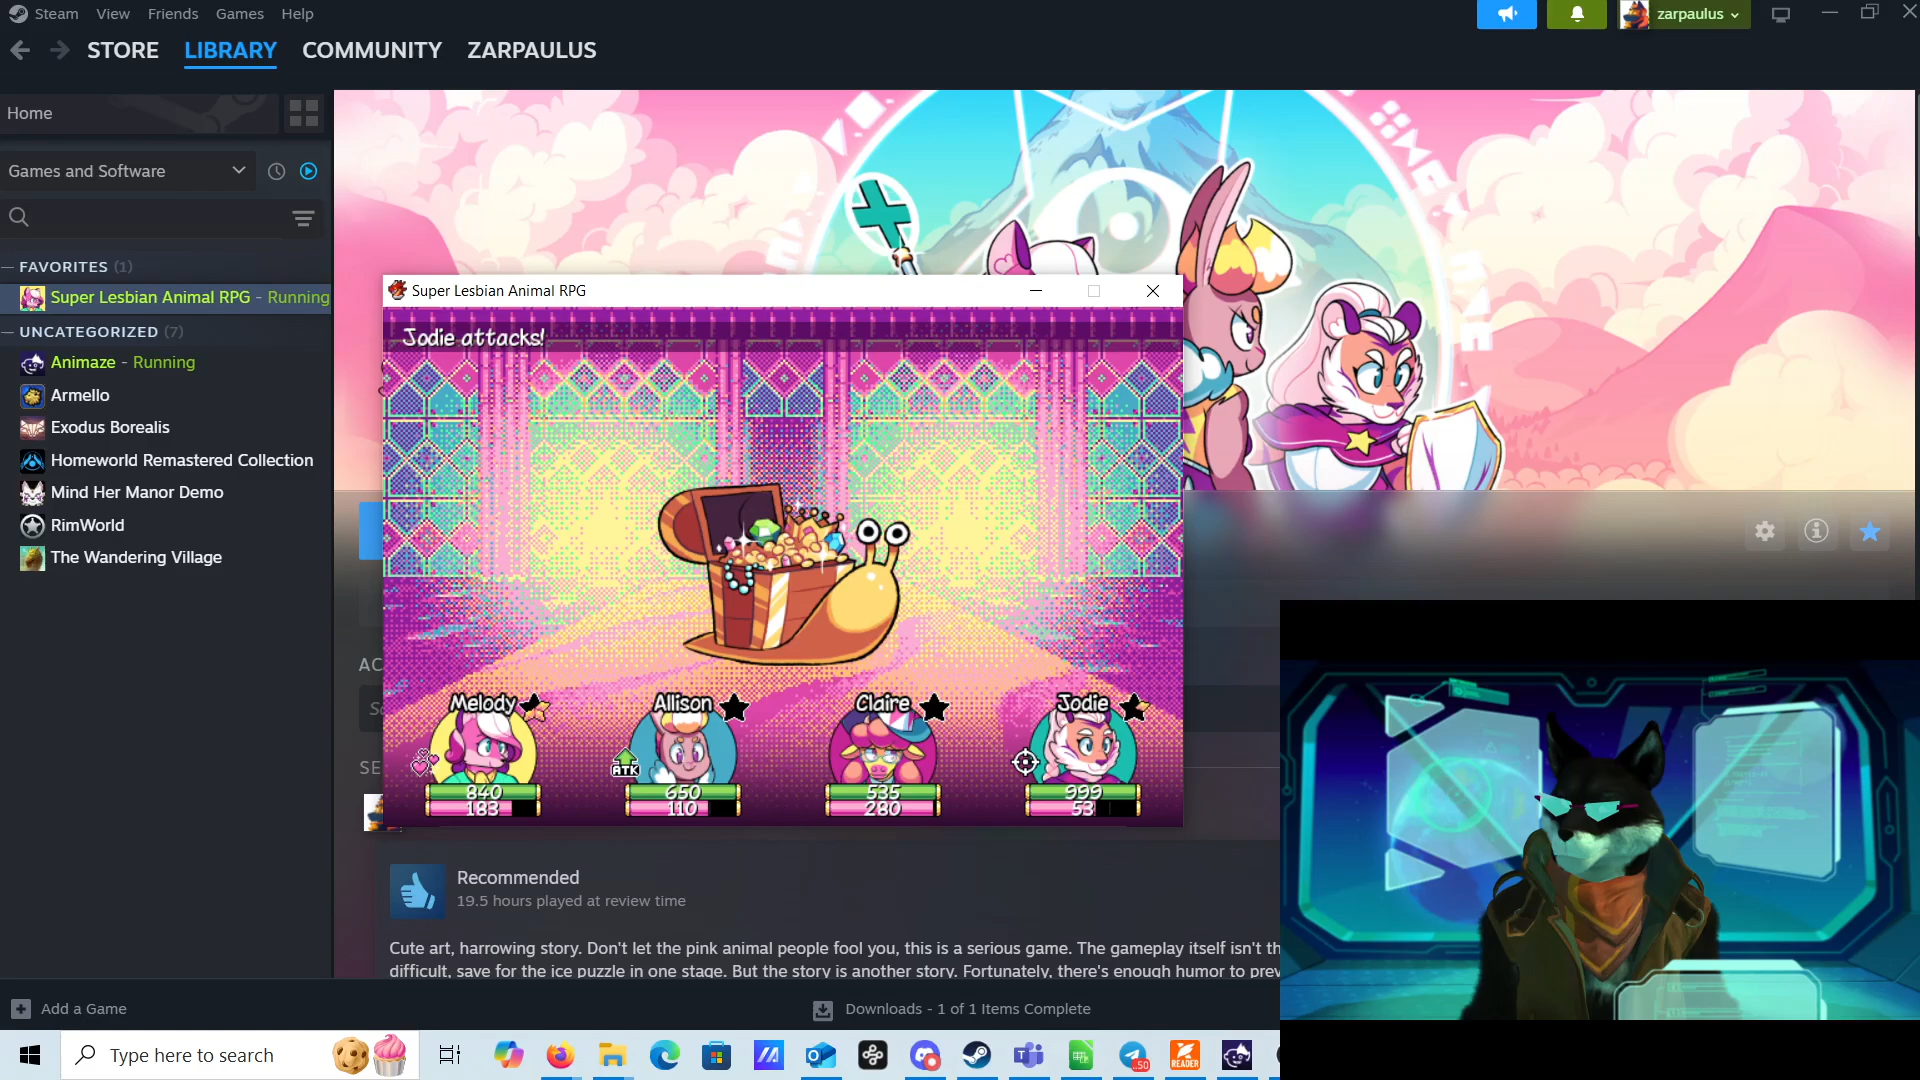 Steam View Friends Games Help
zarpaulus
STORE LIBRARY COMMUNITY ZARPAULUS
Home
Games and Software
— FAVORITES (1)
Super Lesbian Animal RPG - Running
— UNCATEGORIZED (7)
Animaze - Running
Armello
Exodus Borealis
Homeworld Remastered Collection
Mind Her Manor Demo
RimWorld
The Wandering Village
Super Lesbian Animal RPG
Jodie attacks!
Melody
Allison
Claire
Jodie
ATK
840
650
535
999
183
110
280
53
AC
SE
Recommended
19.5 hours played at review time
Cute art, harrowing story. Don't let the pink animal people fool you, this is a serious game. The gameplay itself isn't th
difficult, save for the ice puzzle in one stage. But the story is another story. Fortunately, there's enough humor to prev
Add a Game
Downloads - 1 of 1 Items Complete
Type here to search
50
READER